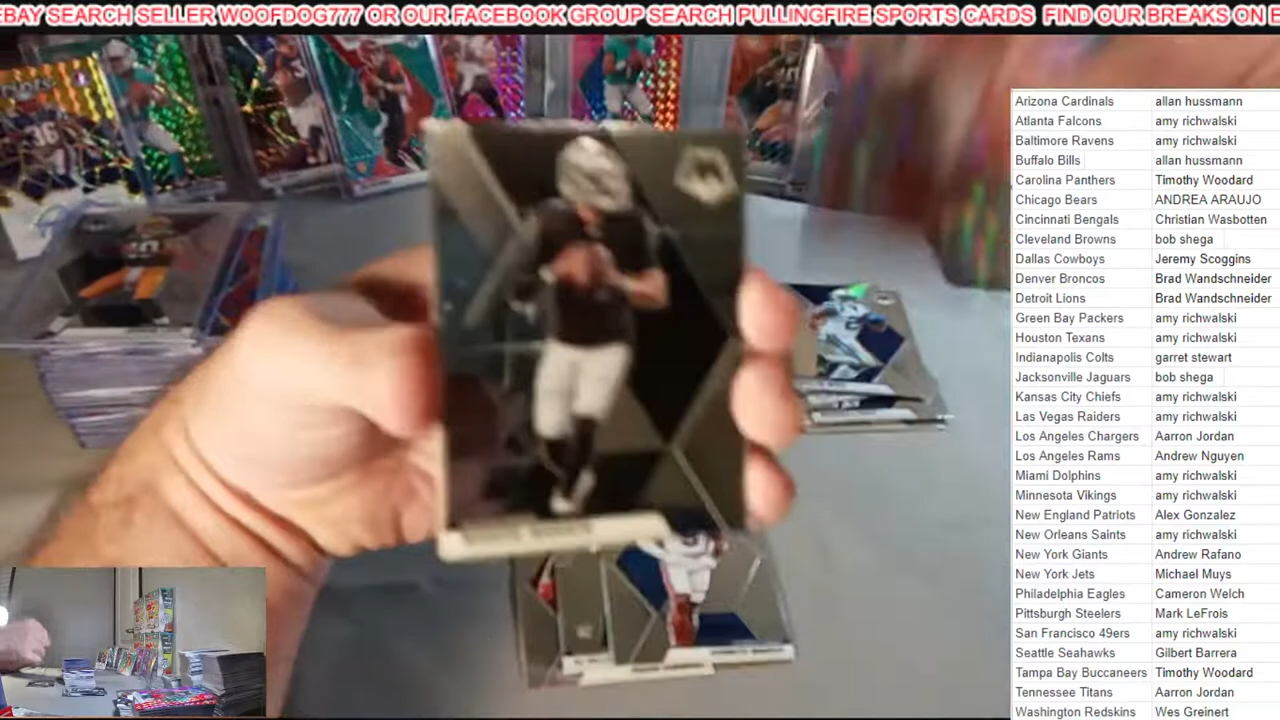 EBAY SEARCH SELLER WOOFDOG777 OR OUR FACEBOOK GROUP SEARCH PULLINGFIRE SPORTS CARDS FIND OUR BREAKS ON E
Arizona Cardinals allan hussmann
Atlanta Falcons amy richwalski
Baltimore Ravens amy richwalski
Buffalo Bills allan hussmann
Carolina Panthers Timothy Woodard
Chicago Bears ANDREA ARAUJO
Cincinnati Bengals Christian Wasbotten
Cleveland Browns bob shega
Dallas Cowboys Jeremy Scoggins
Denver Broncos Brad Wandschneider
Detroit Lions Brad Wandschneider
Green Bay Packers amy richwalski
Houston Texans amy richwalski
Indianapolis Colts garret stewart
Jacksonville Jaguars bob shega
Kansas City Chiefs amy richwalski
Las Vegas Raiders amy richwalski
Los Angeles Chargers Aarron Jordan
Los Angeles Rams Andrew Nguyen
Miami Dolphins amy richwalski
Minnesota Vikings amy richwalski
New England Patriots Alex Gonzalez
New Orleans Saints amy richwalski
New York Giants Andrew Rafano
New York Jets Michael Muys
Philadelphia Eagles Cameron Welch
Pittsburgh Steelers Mark LeFrois
San Francisco 49ers amy richwalski
Seattle Seahawks Gilbert Barrera
Tampa Bay Buccaneers Timothy Woodard
Tennessee Titans Aarron Jordan
Washington Redskins Wes Greinert